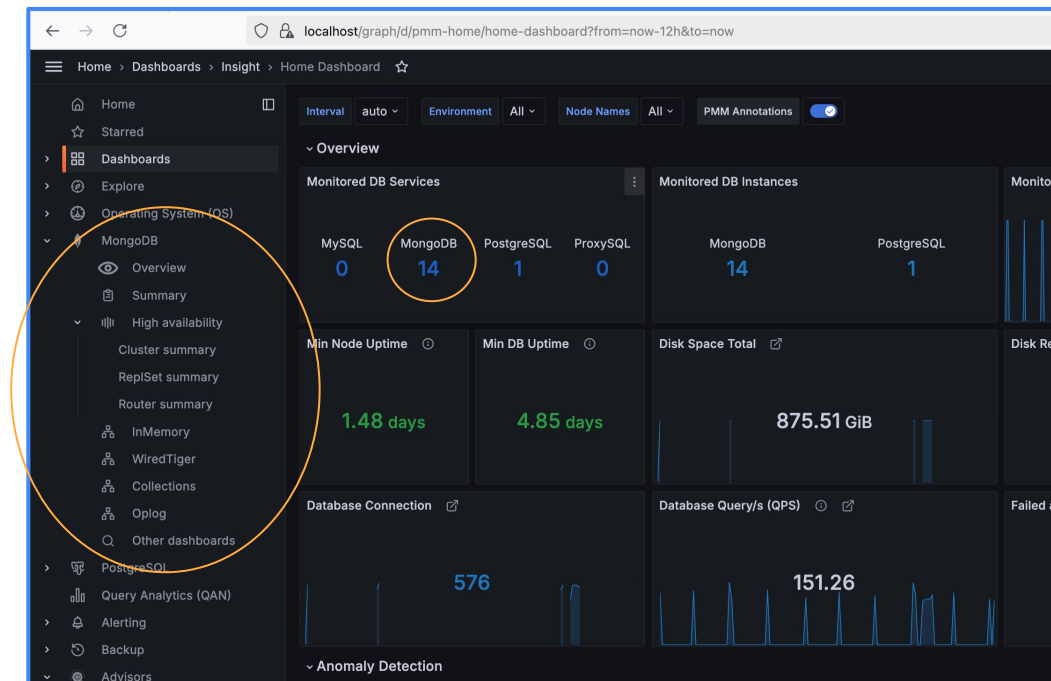 localhost/graph/d/pmm-home/home-dashboard?from=now-12h&to=now
Home › Dashboards › Insight › Home Dashboard
Home
Starred
Dashboards
Explore
Operating System (OS)
MongoDB
Overview
Summary
High availability
Cluster summary
ReplSet summary
Router summary
InMemory
WiredTiger
Collections
Oplog
Other dashboards
PostgreSQL
Query Analytics (QAN)
Alerting
Backup
Advisors
Interval auto Environment All Node Names All PMM Annotations
Overview
Monitored DB Services
MySQL MongoDB PostgreSQL ProxySQL
0 14 1 0
Monitored DB Instances
MongoDB PostgreSQL
14 1
Monito
Min Node Uptime
1.48 days
Min DB Uptime
4.85 days
Disk Space Total
875.51 GiB
Disk Re
Database Connection
576
Database Query/s (QPS)
151.26
Failed a
Anomaly Detection